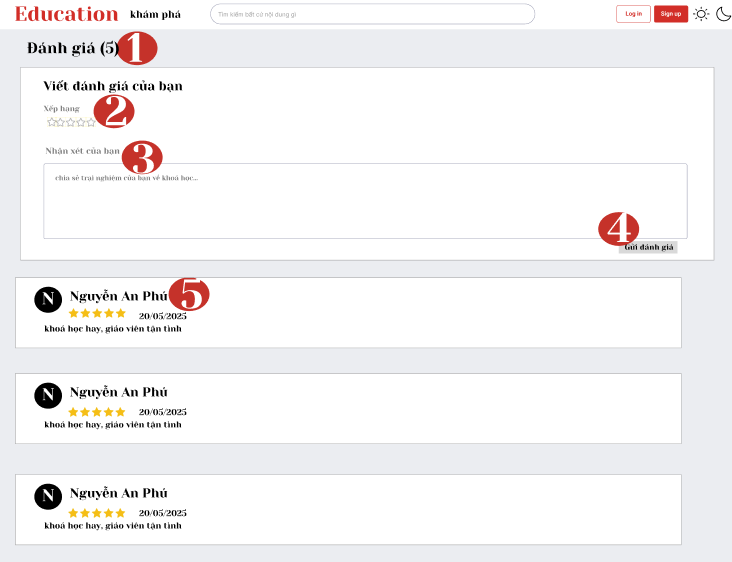 Education khám phá Tìm kiếm bất cứ nội dung gì Log in Sign up
Đánh giá (5) 1
Viết đánh giá của bạn
Xếp hạng 2
Nhận xét của bạn 3
chia sẻ trải nghiệm của bạn về khoá học...
4
Gửi đánh giá
N Nguyễn An Phú 5
20/05/2025
khoá học hay, giáo viên tận tình
N Nguyễn An Phú
20/05/2025
khoá học hay, giáo viên tận tình
N Nguyễn An Phú
20/05/2025
khoá học hay, giáo viên tận tình